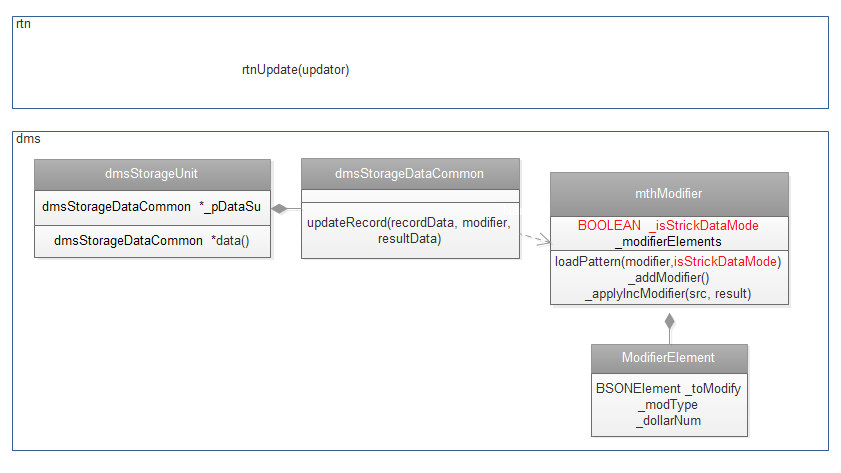 rtn
rtnUpdate(updator)
dms
dmsStorageUnit
dmsStorageDataCommon *_pDataSu
dmsStorageDataCommon *data()
dmsStorageDataCommon
updateRecord(recordData, modifier,
resultData)
mthModifier
BOOLEAN _isStrickDataMode
_modifierElements
loadPattern(modifier,isStrickDataMode)
_addModifier()
_applyIncModifier(src, result)
ModifierElement
BSONElement _toModify
_modType
_dollarNum